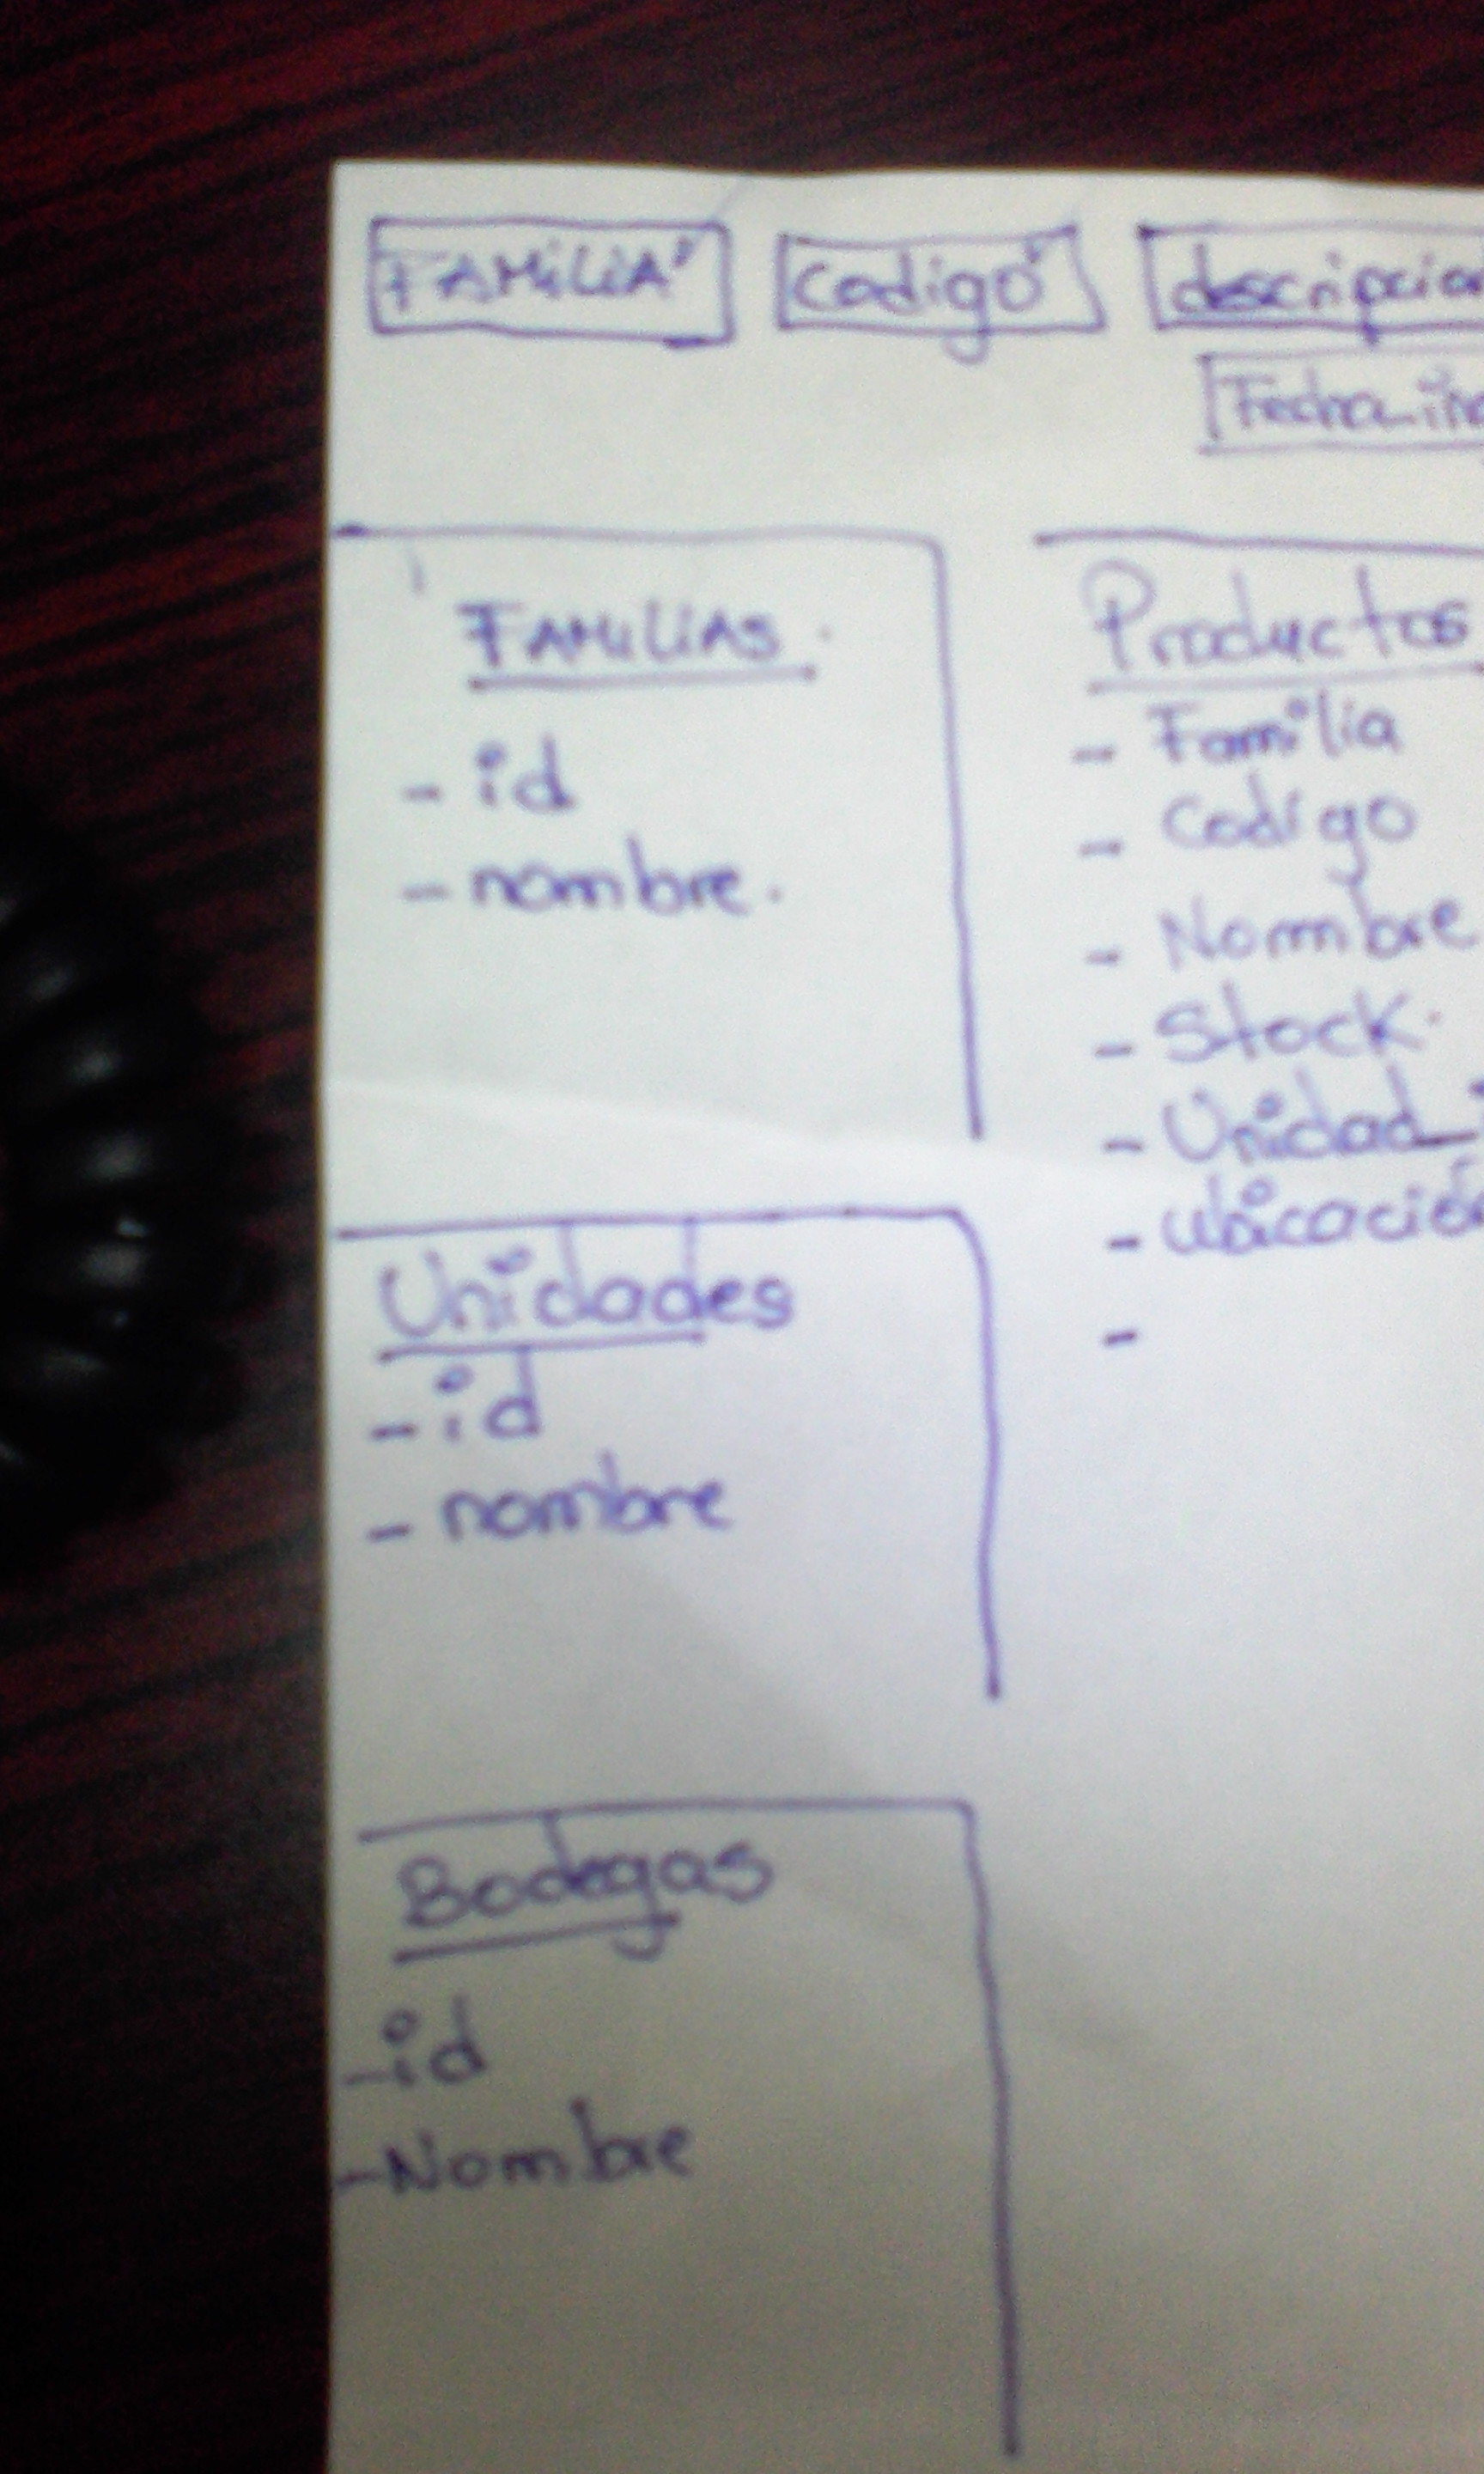 FAMILIA codigo descripcion
Fecha_in
FAMILIAS.
- id
- nombre.
Productos
- Familia
- Codigo
- Nombre
- Stock.
- Unidad
- Ubicació
-
Unidades
- id
- nombre
Bodegas
- id
- Nombre